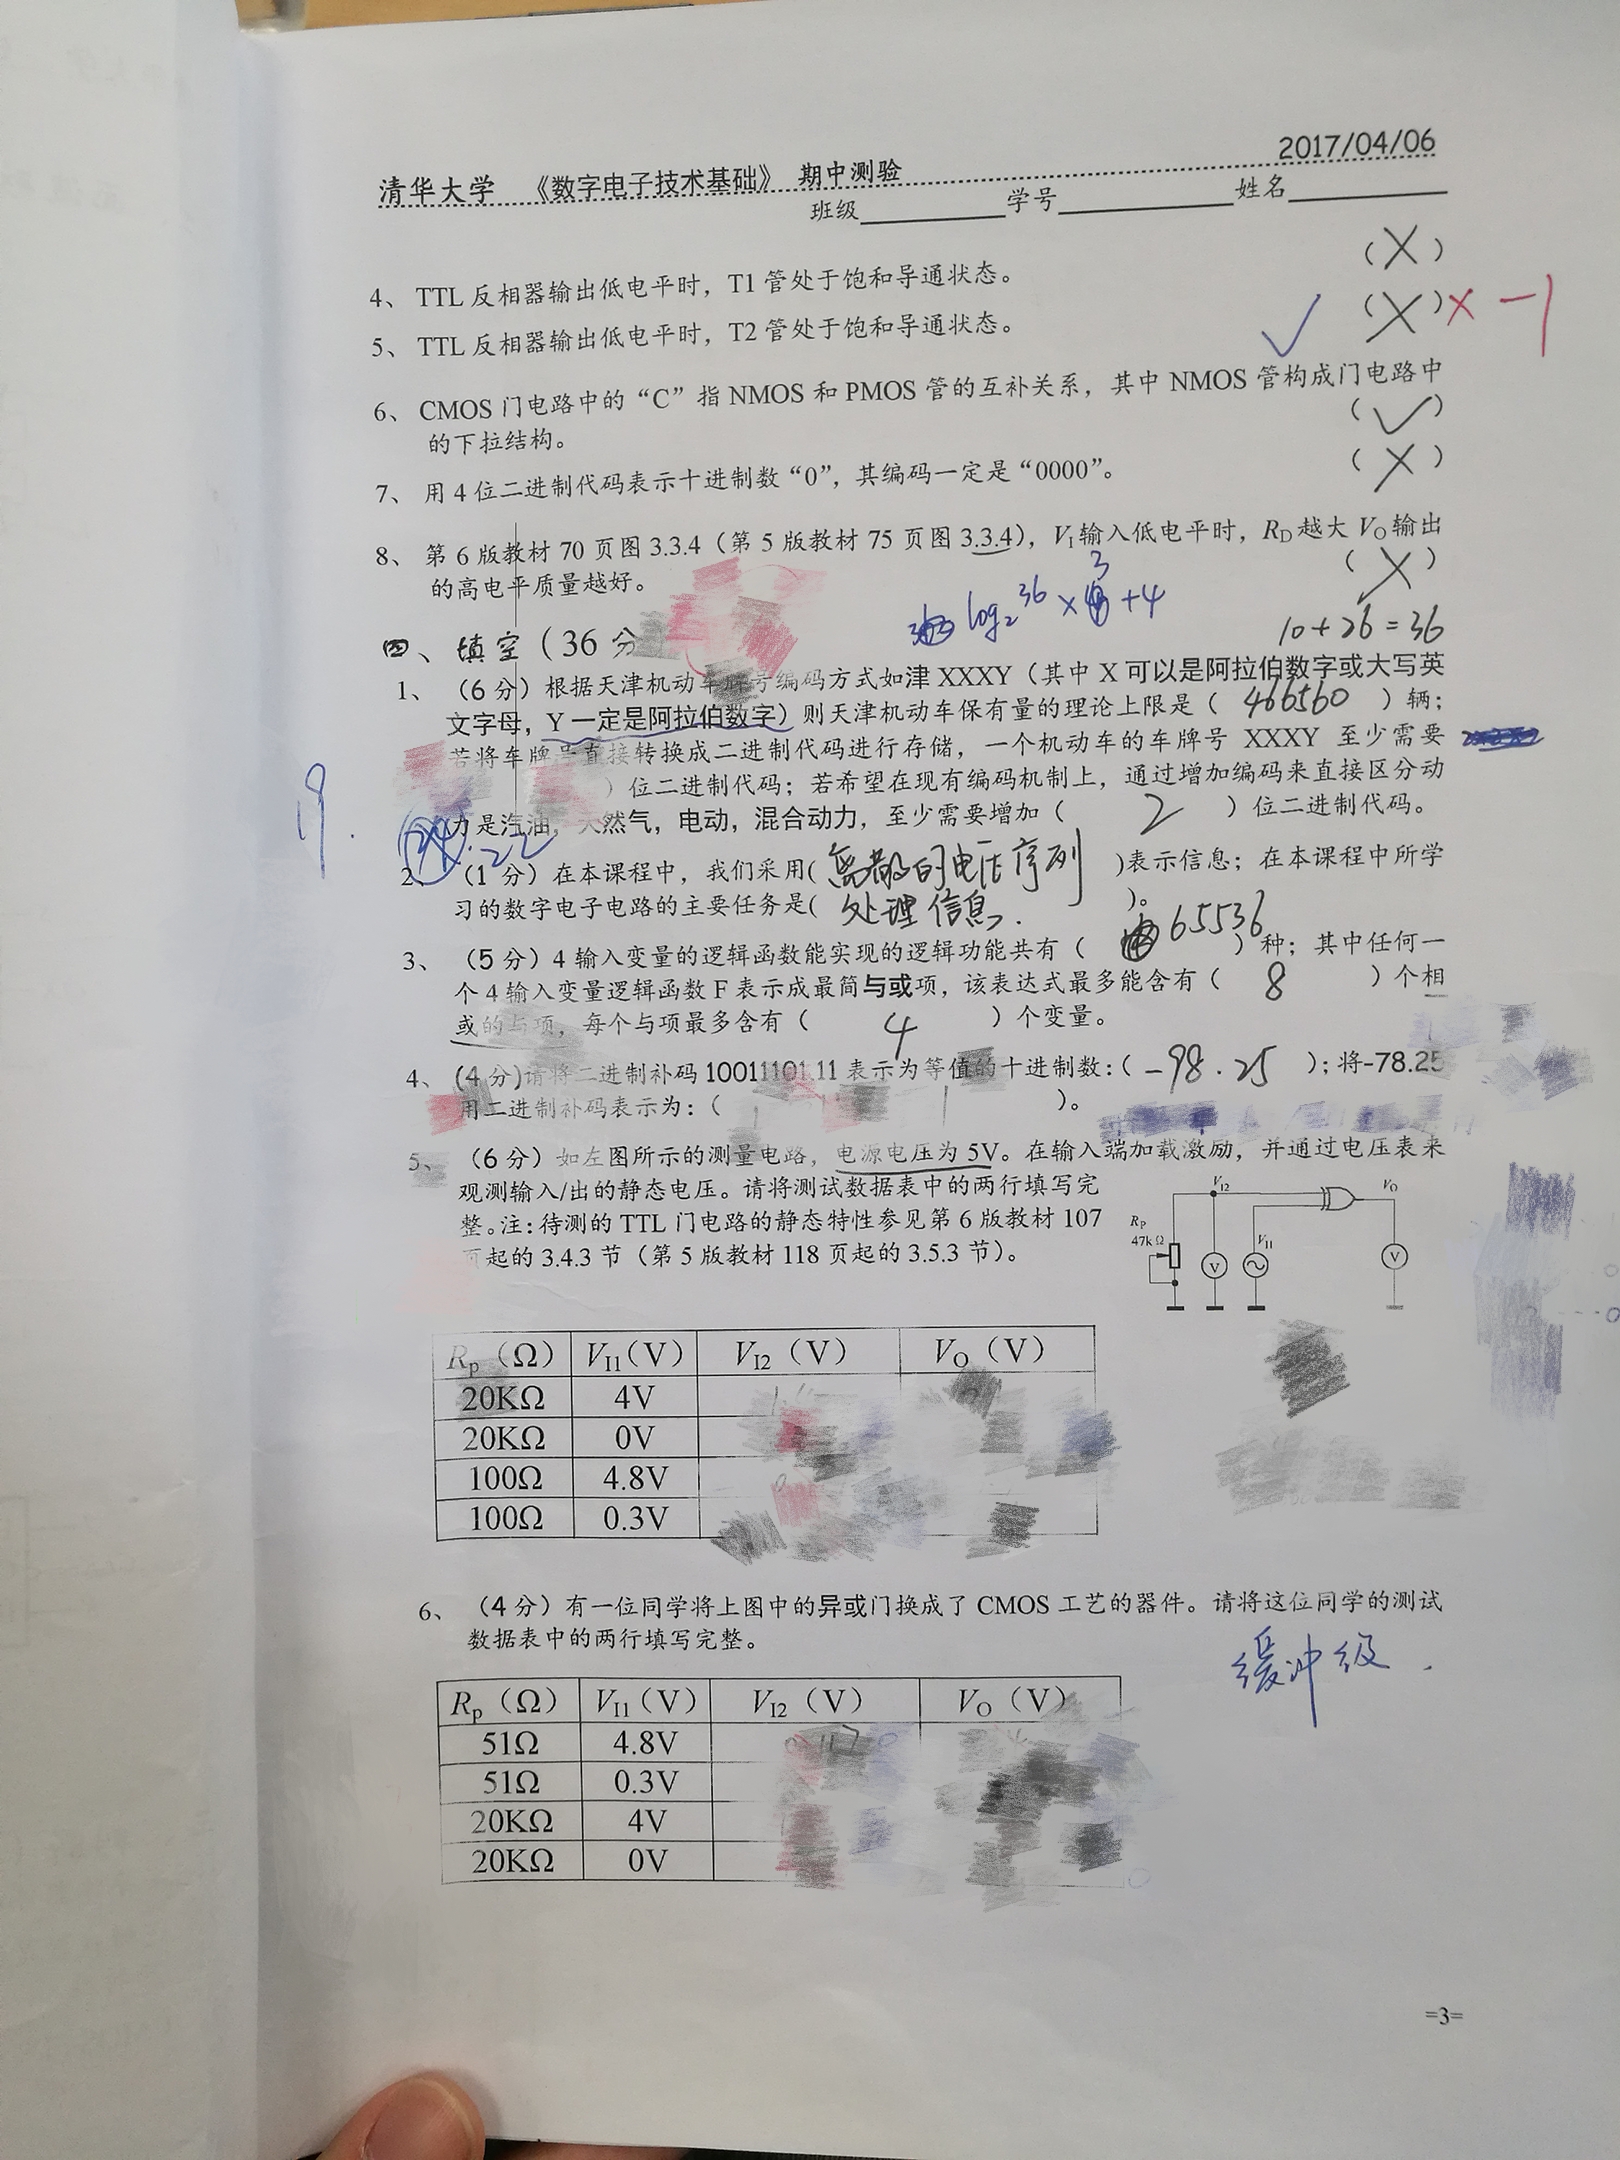 2017/04/06
清华大学 《数字电子技术基础》 期中测验
班级 学号 姓名
4、 TTL 反相器输出低电平时，T1 管处于饱和导通状态。 (X)
5、 TTL 反相器输出低电平时，T2 管处于饱和导通状态。 ✓ (X) × -1
6、 CMOS 门电路中的“C”指 NMOS 和 PMOS 管的互补关系，其中 NMOS 管构成门电路中
的下拉结构。 (✓)
7、 用 4 位二进制代码表示十进制数“0”，其编码一定是“0000”。 (X)
8、 第 6 版教材 70 页图 3.3.4（第 5 版教材 75 页图 3.3.4），VI 输入低电平时，RD 越大 VO 输出
的高电平质量越好。 (X)
log₂36 × 3 + 4
10+26=36
四、填空（36 分
1、 （6 分）根据天津机动车牌号编码方式如津 XXXY（其中 X 可以是阿拉伯数字或大写英
文字母，Y 一定是阿拉伯数字）则天津机动车保有量的理论上限是（ 466560 ）辆；
若将车牌号直接转换成二进制代码进行存储，一个机动车的车牌号 XXXY 至少需要
）位二进制代码；若希望在现有编码机制上，通过增加编码来直接区分动
力是汽油，天然气，电动，混合动力，至少需要增加（ 2 ）位二进制代码。
19.
22
2、 （1 分）在本课程中，我们采用( 离散的电压序列 )表示信息；在本课程中所学
习的数字电子电路的主要任务是( 处理信息. )。
3、 （5 分）4 输入变量的逻辑函数能实现的逻辑功能共有（ 65536 ）种；其中任何一
个 4 输入变量逻辑函数 F 表示成最简与或项，该表达式最多能含有（ 8 ）个相
或的与项，每个与项最多含有（ 4 ）个变量。
4、 (4 分)请将二进制补码 10011101.11 表示为等值的十进制数：( -98.25 )；将-78.25
用二进制补码表示为：( )。
5、 （6 分）如左图所示的测量电路，电源电压为 5V。在输入端加载激励，并通过电压表来
观测输入/出的静态电压。请将测试数据表中的两行填写完
整。注：待测的 TTL 门电路的静态特性参见第 6 版教材 107
页起的 3.4.3 节（第 5 版教材 118 页起的 3.5.3 节）。
VI2 VO
RP
47kΩ
VI1
V V
Rp（Ω） VI1（V） VI2（V） VO（V）
20KΩ 4V
20KΩ 0V
100Ω 4.8V
100Ω 0.3V
6、 （4 分）有一位同学将上图中的异或门换成了 CMOS 工艺的器件。请将这位同学的测试
数据表中的两行填写完整。
缓冲级.
Rp（Ω） VI1（V） VI2（V） VO（V）
51Ω 4.8V
51Ω 0.3V
20KΩ 4V
20KΩ 0V
=3=